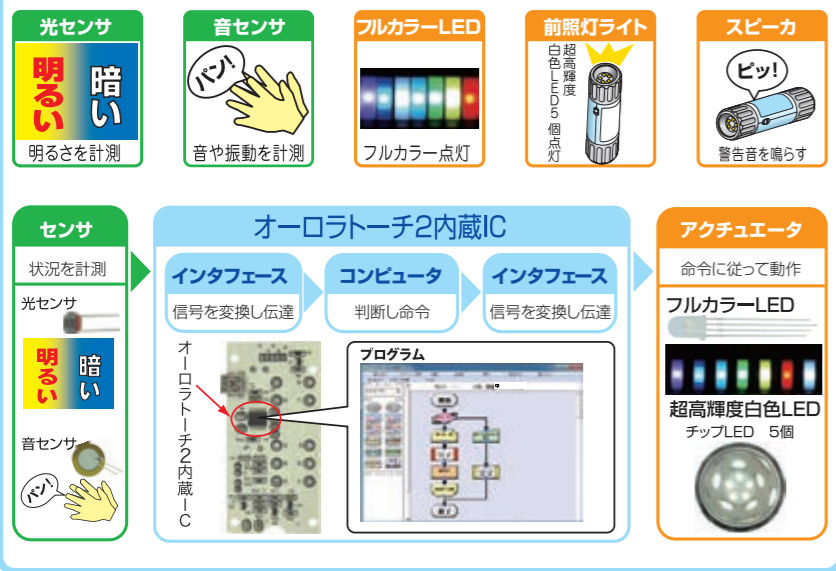 光センサ
明るい
暗い
明るさを計測
音センサ
パン!
音や振動を計測
フルカラーLED
フルカラー点灯
前照灯ライト
超高輝度
白色LED5個点灯
スピーカ
ピッ!
警告音を鳴らす
センサ
状況を計測
光センサ
明るい
暗い
音センサ
パン!
オーロラトーチ2内蔵IC
インタフェース
信号を変換し伝達
コンピュータ
判断し命令
インタフェース
信号を変換し伝達
オーロラトーチ2内蔵IC
プログラム
アクチュエータ
命令に従って動作
フルカラーLED
超高輝度白色LED
チップLED 5個